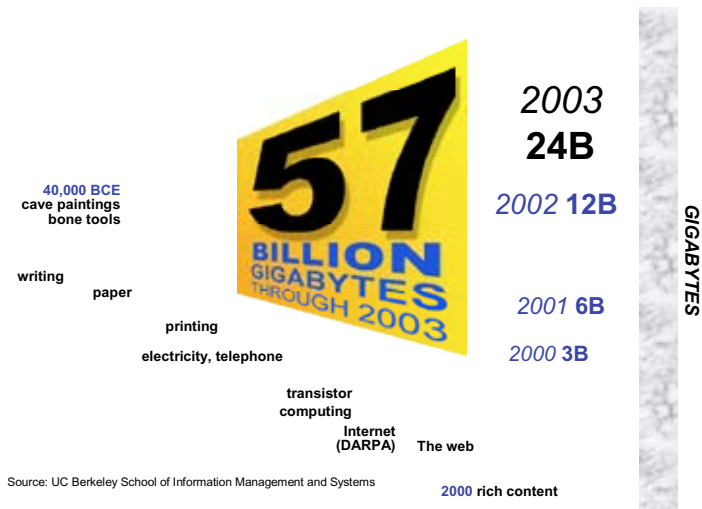 57
BILLION
GIGABYTES
THROUGH 2003
2003
24B
2002 12B
2001 6B
2000 3B
GIGABYTES
40,000 BCE
cave paintings
bone tools
writing
paper
printing
electricity, telephone
transistor
computing
Internet
(DARPA)
The web
2000 rich content
Source: UC Berkeley School of Information Management and Systems